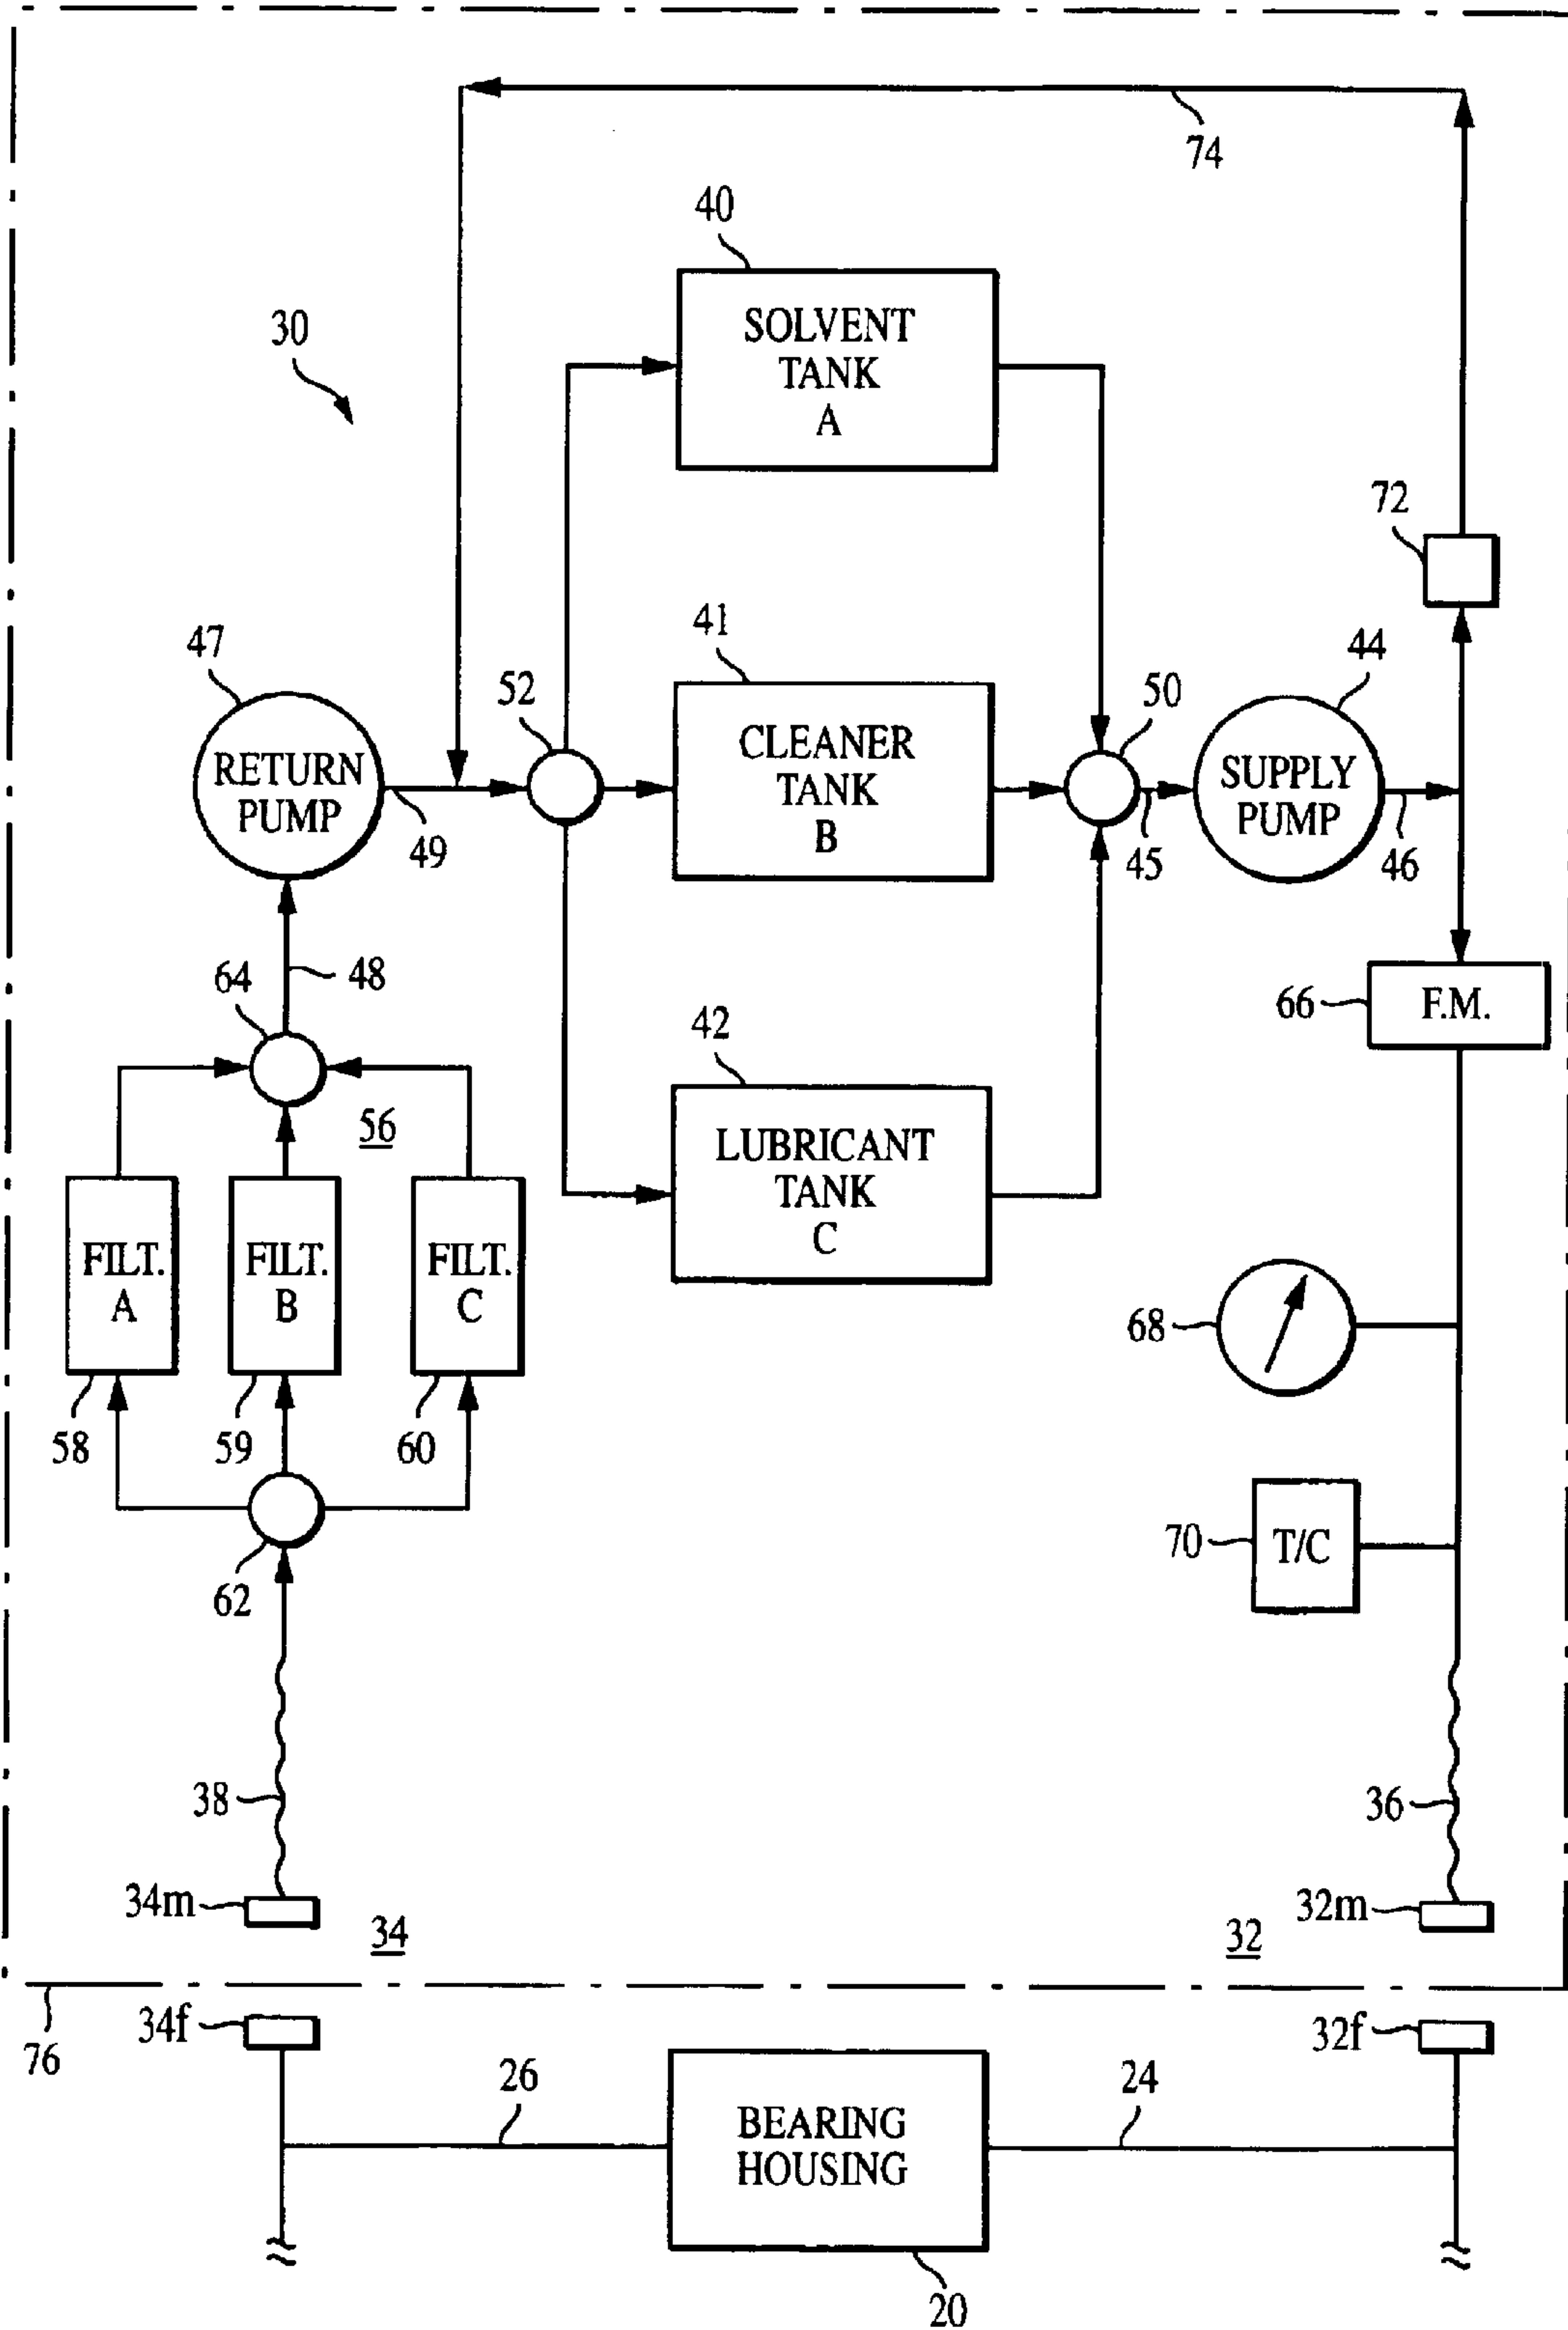 74
40
SOLVENT
TANK
A
30
72
41
47
44
52
50
CLEANER
TANK
B
RETURN
PUMP
SUPPLY
PUMP
49
45
46
64
48
66
F.M.
42
56
LUBRICANT
TANK
C
FILT.
A
FILT.
B
FILT.
C
68
58
59
60
70
T/C
62
38
36
34m
32m
34
32
34f
32f
76
26
24
BEARING
HOUSING
20